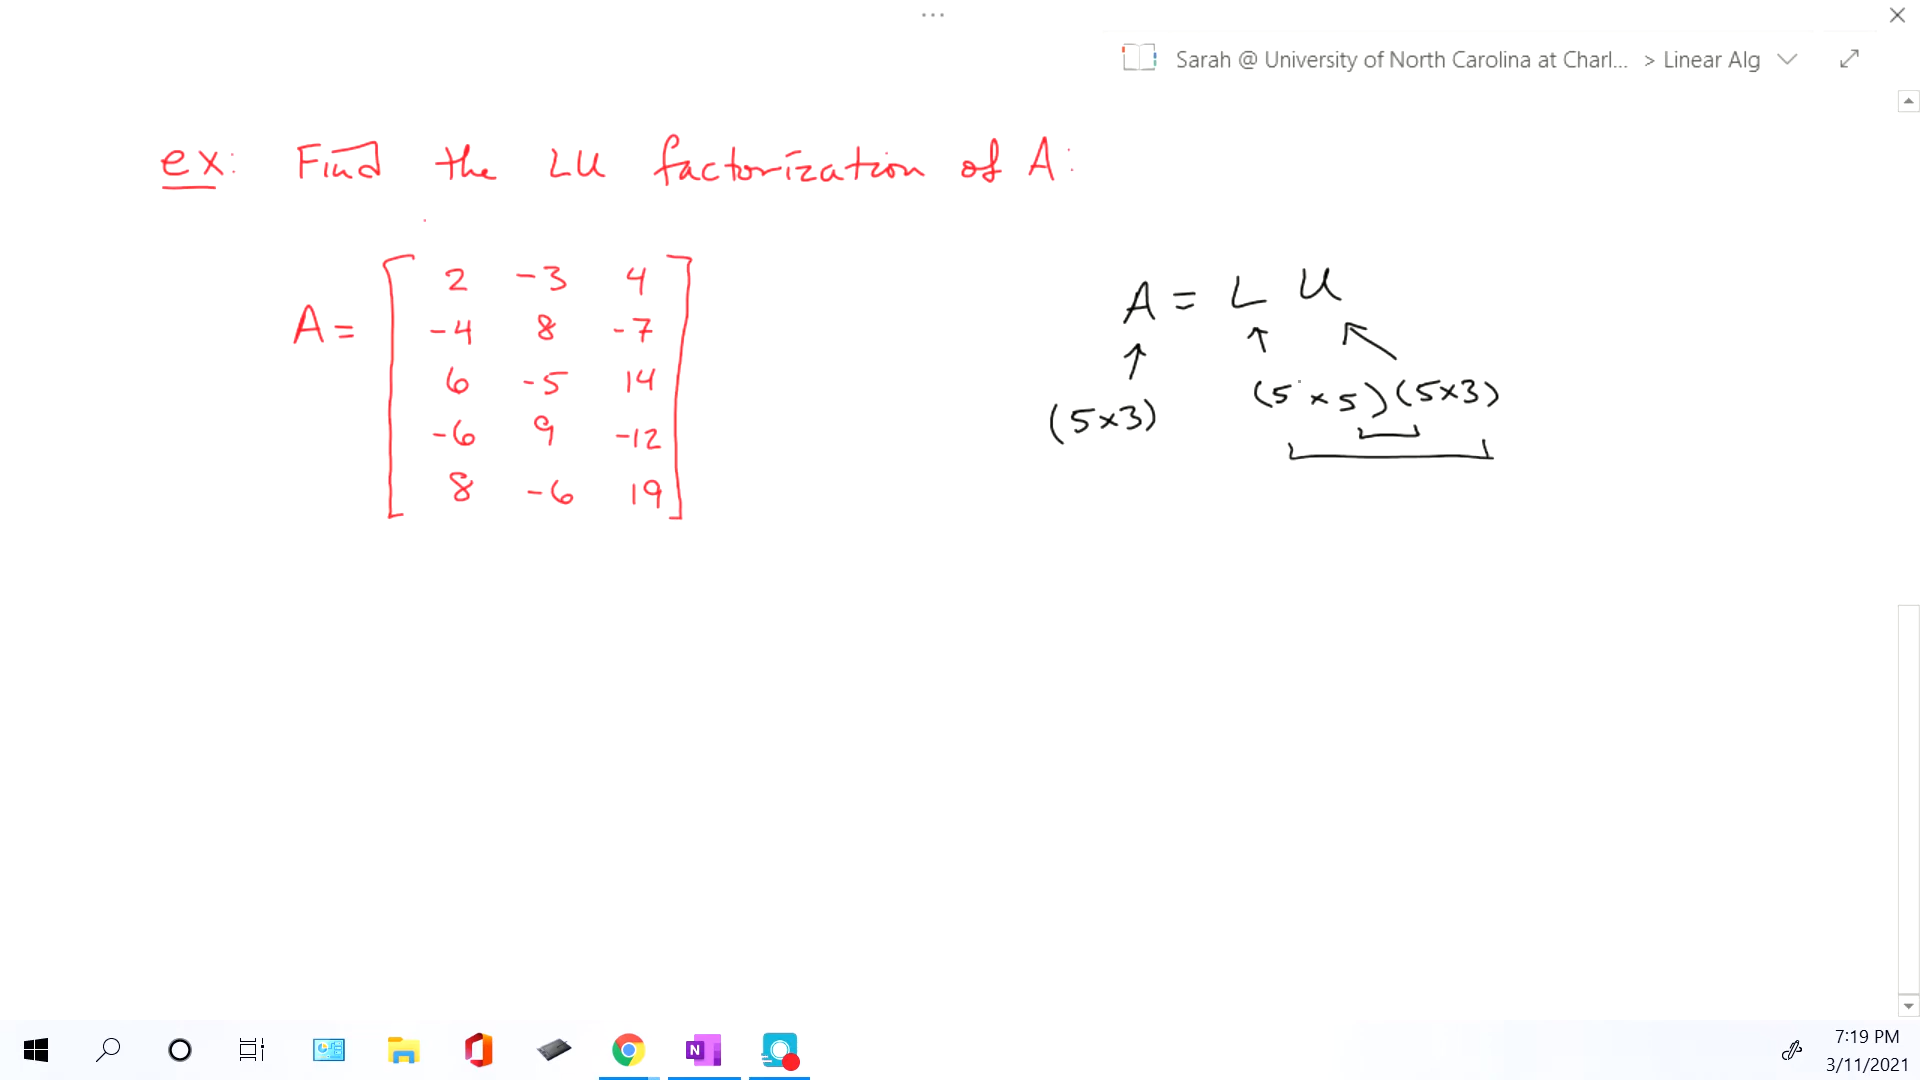 ...
Sarah @ University of North Carolina at Charl... > Linear Alg
ex: Find the LU factorization of A:
A = [ 2 -3 4
-4 8 -7
6 -5 14
-6 9 -12
8 -6 19 ]
A = L U
(5×3)
(5×5)(5×3)
N
7:19 PM
3/11/2021